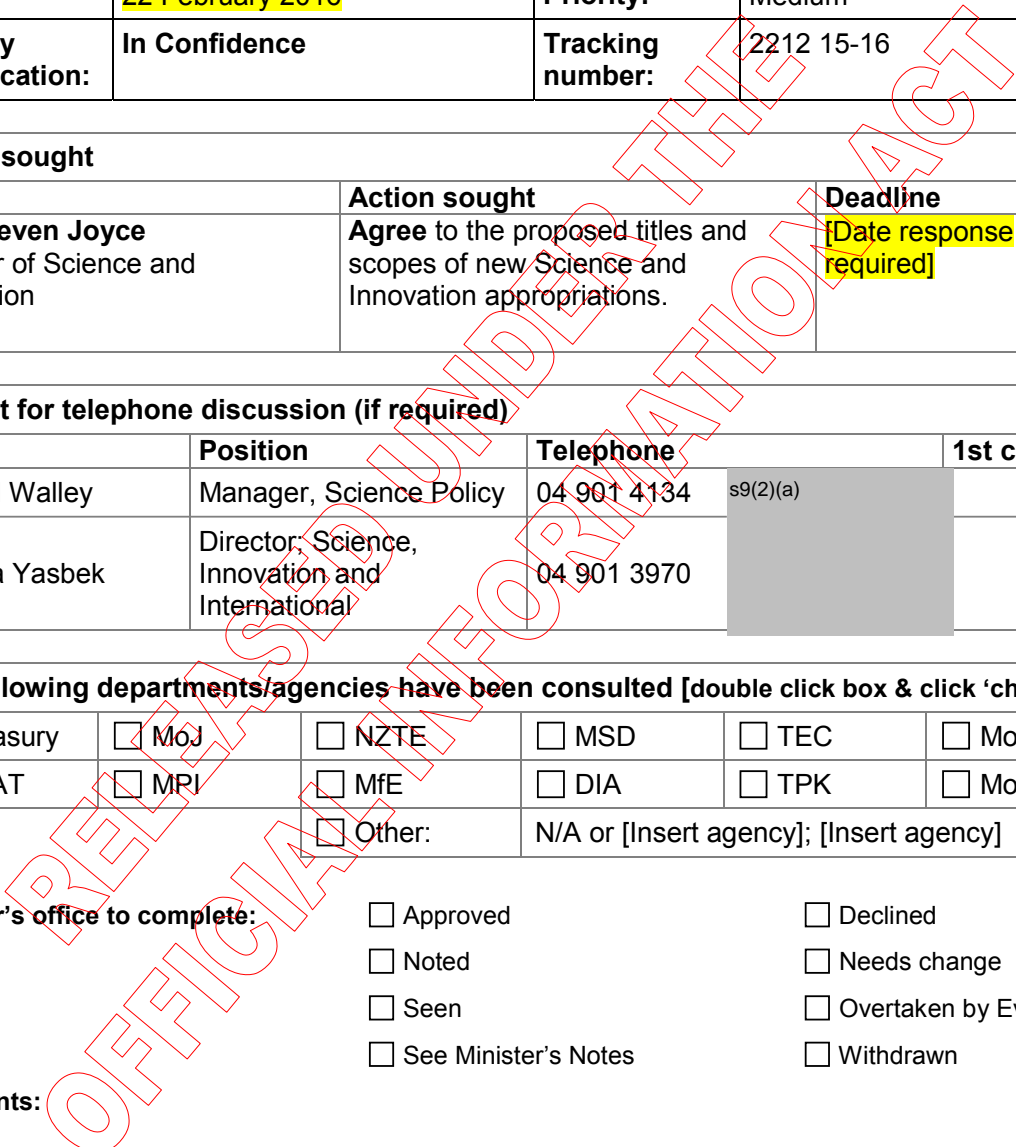 22 February 2016 Priority: Medium
y In Confidence Tracking 2212 15-16
cation: number:
sought
Action sought Deadline
even Joyce Agree to the proposed titles and [Date response
r of Science and scopes of new Science and required]
ion Innovation appropriations.
t for telephone discussion (if required)
Position Telephone 1st c
Walley Manager, Science Policy 04 901 4134 s9(2)(a)
Director; Science,
a Yasbek Innovation and 04 901 3970
International
llowing departments/agencies have been consulted [double click box & click ‘ch
asury MoJ NZTE MSD TEC Mo
AT MPI MfE DIA TPK Mo
Other: N/A or [Insert agency]; [Insert agency]
r’s office to complete: Approved Declined
Noted Needs change
Seen Overtaken by Ev
See Minister’s Notes Withdrawn
nts:
RELEASED UNDER THE
OFFICIAL INFORMATION ACT